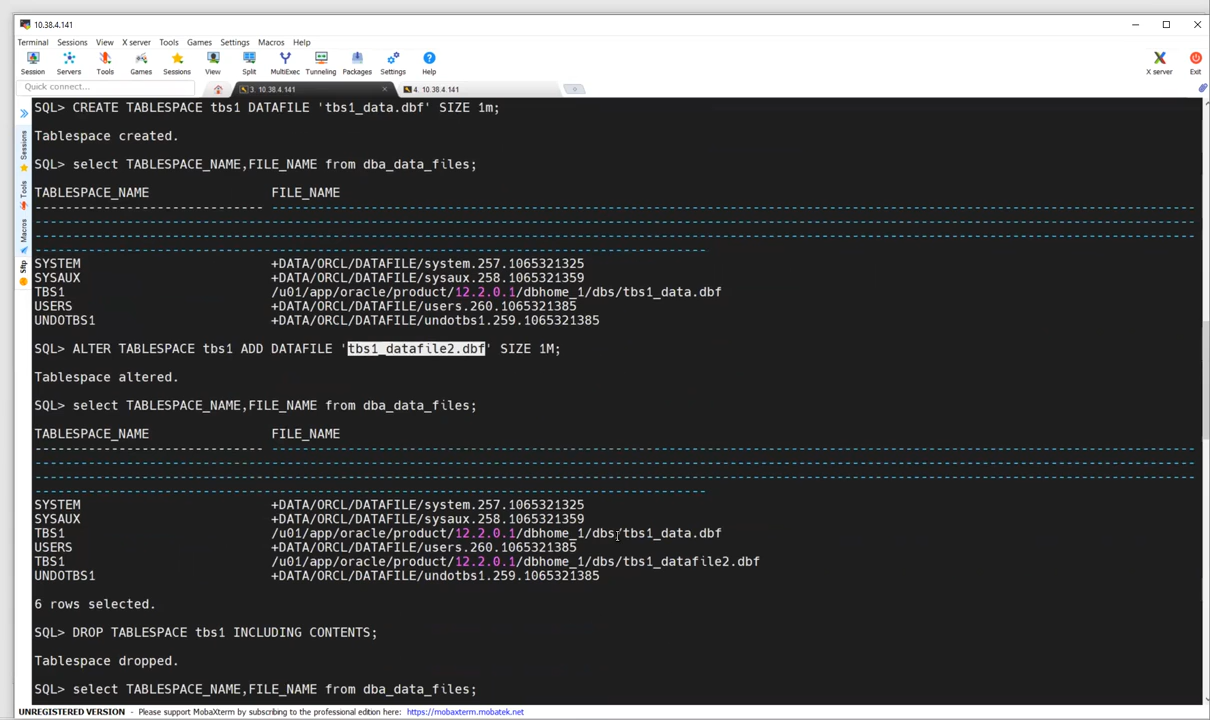 10.38.4.141
Terminal Sessions View X server Tools Games Settings Macros Help
Session Servers Tools Games Sessions View Split MultiExec Tunneling Packages Settings Help X server Exit
Quick connect...
3. 10.38.4.141
4. 10.38.4.141
Sessions
Tools
Macros
Sftp
SQL> CREATE TABLESPACE tbs1 DATAFILE 'tbs1_data.dbf' SIZE 1m;
Tablespace created.
SQL> select TABLESPACE_NAME,FILE_NAME from dba_data_files;
TABLESPACE_NAME FILE_NAME
SYSTEM +DATA/ORCL/DATAFILE/system.257.1065321325
SYSAUX +DATA/ORCL/DATAFILE/sysaux.258.1065321359
TBS1 /u01/app/oracle/product/12.2.0.1/dbhome_1/dbs/tbs1_data.dbf
USERS +DATA/ORCL/DATAFILE/users.260.1065321385
UNDOTBS1 +DATA/ORCL/DATAFILE/undotbs1.259.1065321385
SQL> ALTER TABLESPACE tbs1 ADD DATAFILE 'tbs1_datafile2.dbf' SIZE 1M;
Tablespace altered.
SQL> select TABLESPACE_NAME,FILE_NAME from dba_data_files;
TABLESPACE_NAME FILE_NAME
SYSTEM +DATA/ORCL/DATAFILE/system.257.1065321325
SYSAUX +DATA/ORCL/DATAFILE/sysaux.258.1065321359
TBS1 /u01/app/oracle/product/12.2.0.1/dbhome_1/dbs/tbs1_data.dbf
USERS +DATA/ORCL/DATAFILE/users.260.1065321385
TBS1 /u01/app/oracle/product/12.2.0.1/dbhome_1/dbs/tbs1_datafile2.dbf
UNDOTBS1 +DATA/ORCL/DATAFILE/undotbs1.259.1065321385
6 rows selected.
SQL> DROP TABLESPACE tbs1 INCLUDING CONTENTS;
Tablespace dropped.
SQL> select TABLESPACE_NAME,FILE_NAME from dba_data_files;
UNREGISTERED VERSION - Please support MobaXterm by subscribing to the professional edition here: https://mobaxterm.mobatek.net